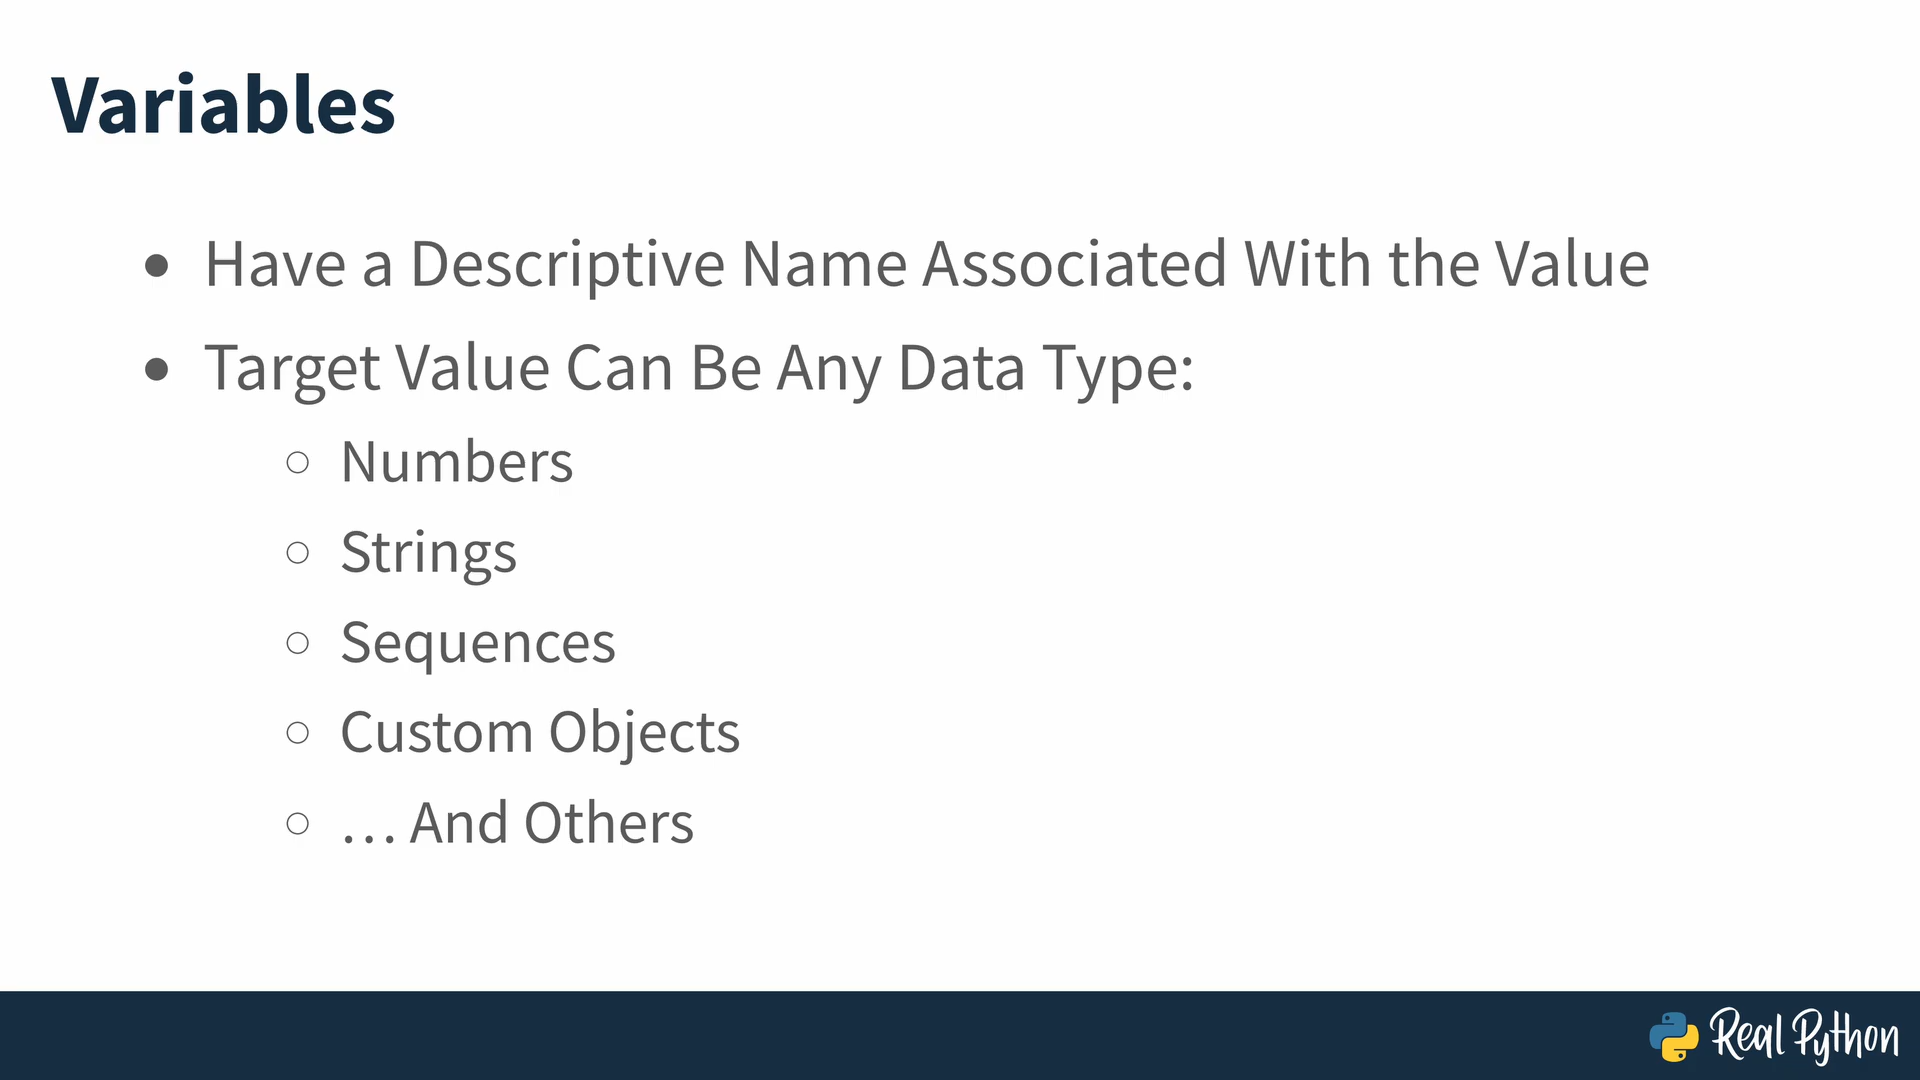 Variables
• Have a Descriptive Name Associated With the Value
• Target Value Can Be Any Data Type:
○ Numbers
○ Strings
○ Sequences
○ Custom Objects
○ … And Others
Real Python